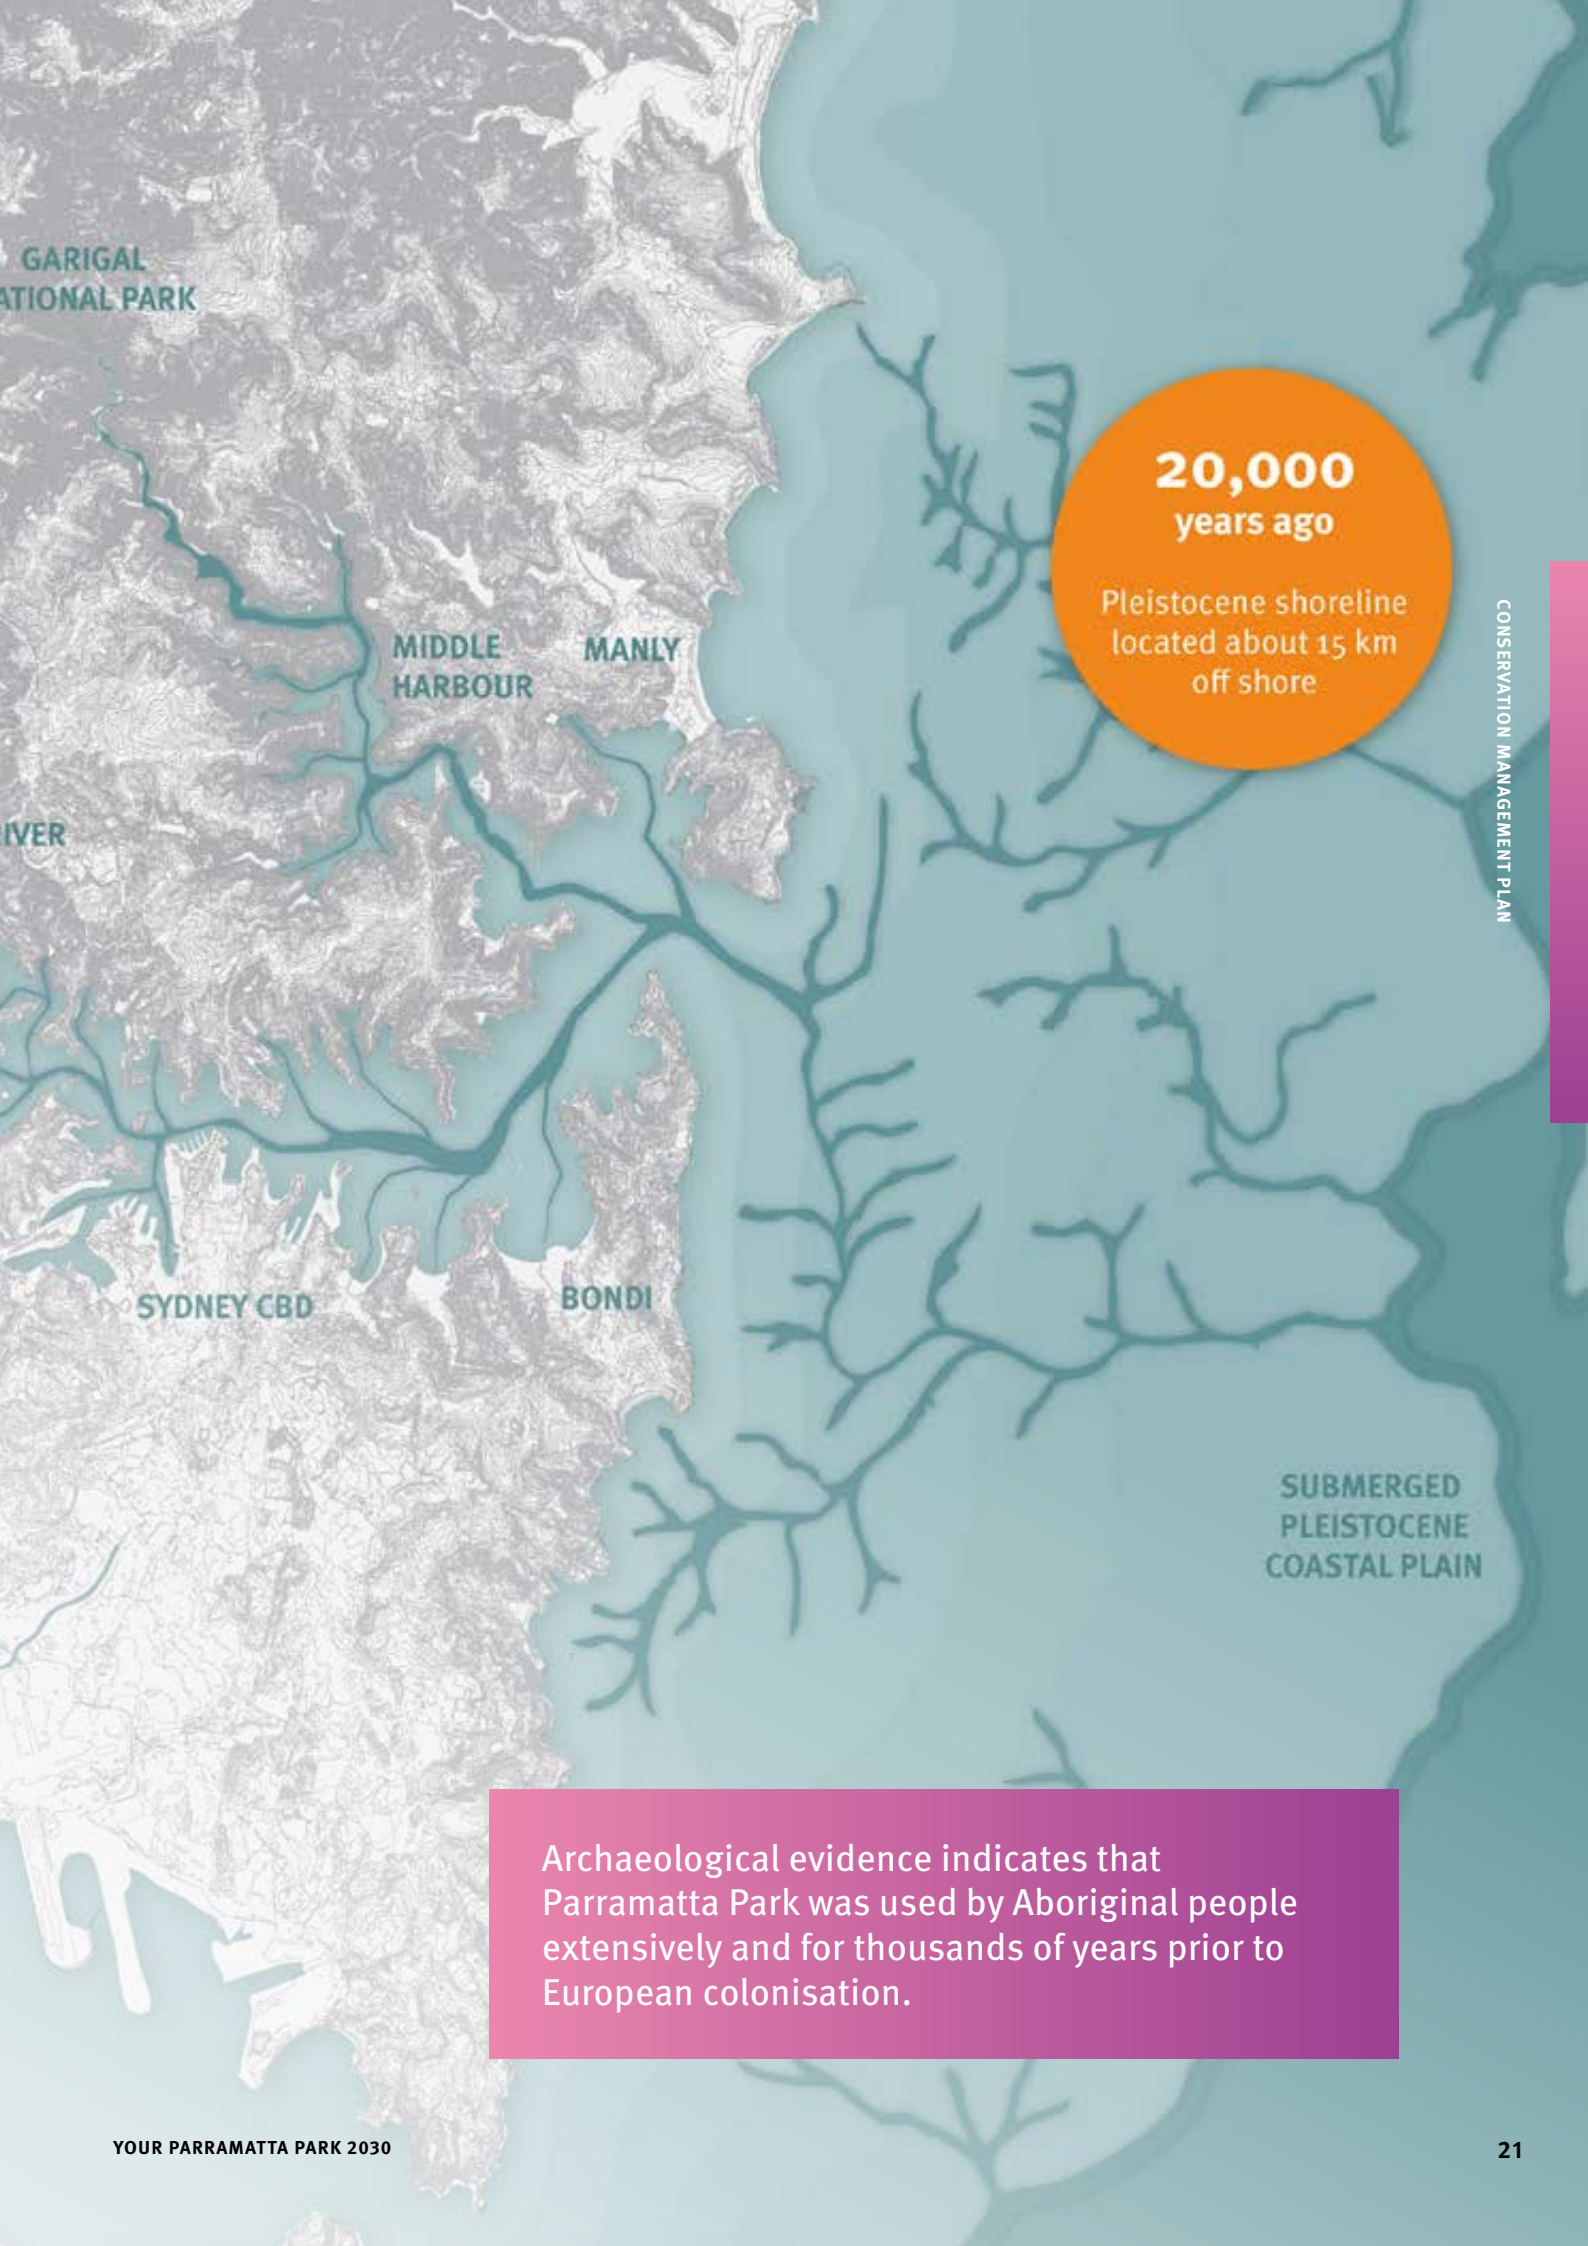 GARIGAL
ATIONAL PARK
20,000
years ago
Pleistocene shoreline
located about 15 km
off shore
CONSERVATION MANAGEMENT PLAN
MIDDLE
HARBOUR
MANLY
IVER
SYDNEY CBD
BONDI
SUBMERGED
PLEISTOCENE
COASTAL PLAIN
Archaeological evidence indicates that
Parramatta Park was used by Aboriginal people
extensively and for thousands of years prior to
European colonisation.
YOUR PARRAMATTA PARK 2030
21